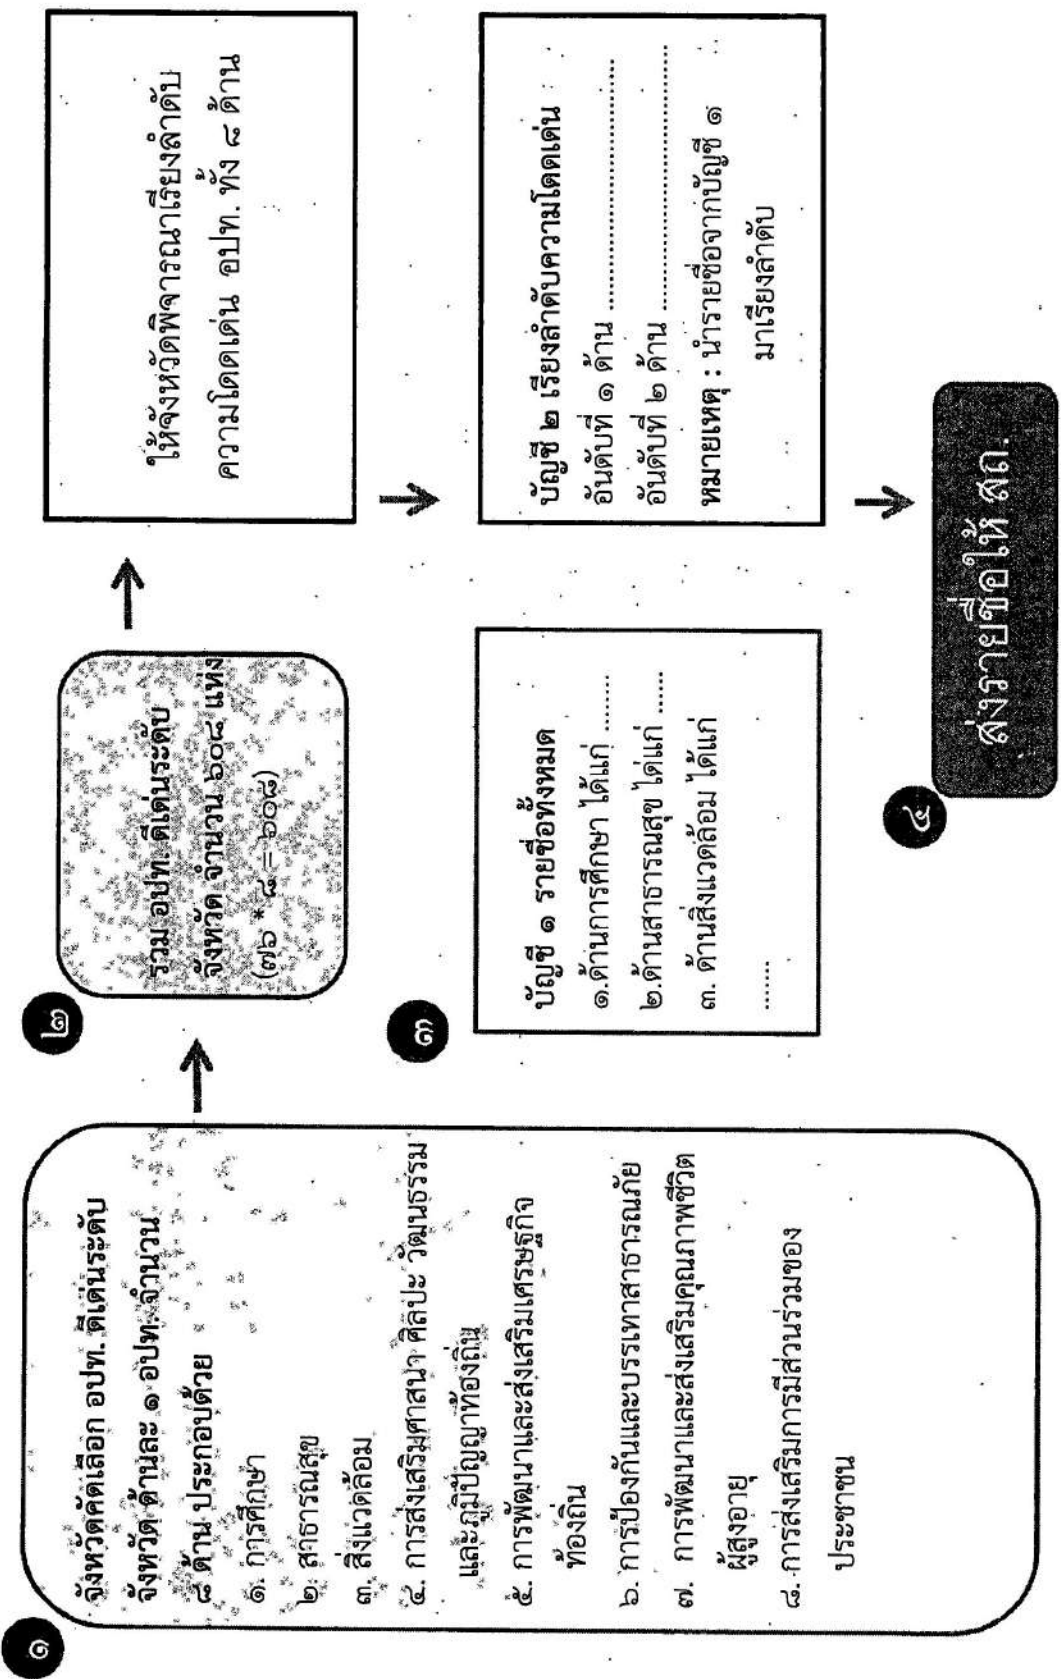 ๑
จังหวัดคัดเลือก อปท. ดีเด่นระดับ
จังหวัด ด้านละ ๑ อปท. จำนวน
๘ ด้าน ประกอบด้วย
๑. การศึกษา
๒. สาธารณสุข
๓. สิ่งแวดล้อม
๔. การส่งเสริมศาสนา ศิลปะ วัฒนธรรม
และภูมิปัญญาท้องถิ่น
๕. การพัฒนาและส่งเสริมเศรษฐกิจ
ท้องถิ่น
๖. การป้องกันและบรรเทาสาธารณภัย
๗. การพัฒนาและส่งเสริมคุณภาพชีวิต
ผู้สูงอายุ
๘. การส่งเสริมการมีส่วนร่วมของ
ประชาชน
๒
รวม อปท. ดีเด่นระดับ
จังหวัด จำนวน ๖๐๘ แห่ง
(๗๖ * ๘ = ๖๐๘)
ให้จังหวัดพิจารณาเรียงลำดับ
ความโดดเด่น อปท. ทั้ง ๘ ด้าน
๓
บัญชี ๑ รายชื่อทั้งหมด
๑.ด้านการศึกษา ได้แก่ ........
๒.ด้านสาธารณสุข ได้แก่ .......
๓. ด้านสิ่งแวดล้อม ได้แก่
.......
บัญชี ๒ เรียงลำดับความโดดเด่น
อันดับที่ ๑ ด้าน ........................................
อันดับที่ ๒ ด้าน ........................................
หมายเหตุ : นำรายชื่อจากบัญชี ๑
มาเรียงลำดับ
๔
ส่งรายชื่อให้ สถ.